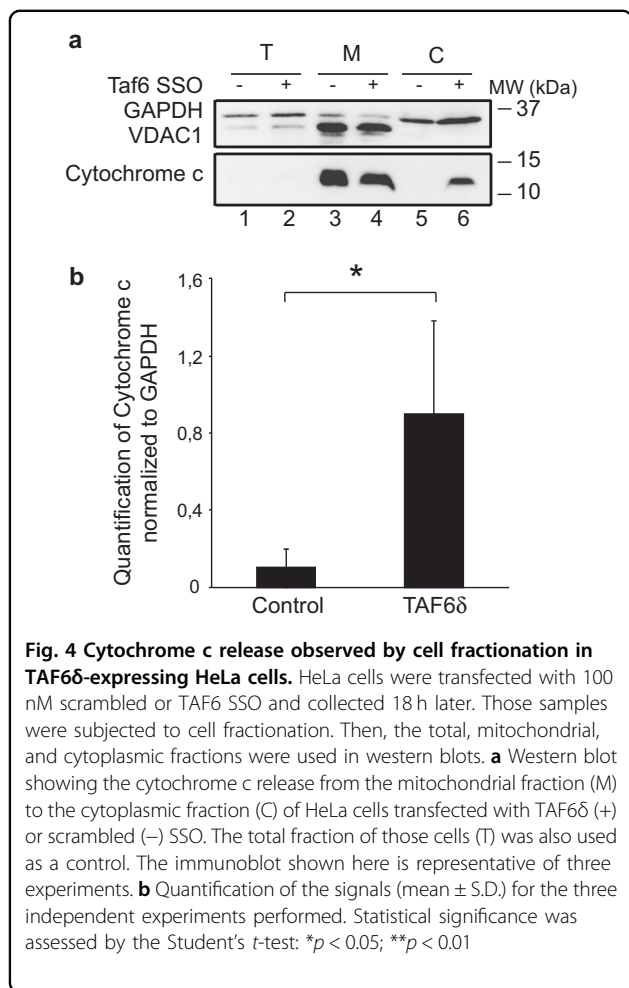 a
T M C
Taf6 SSO - + - + - + MW (kDa)
GAPDH – 37
VDAC1
– 15
Cytochrome c
– 10
1 2 3 4 5 6
b
Quantification of Cytochrome c
normalized to GAPDH
1,6
1,2
0,8
0,4
0
*
Control TAF6δ
Fig. 4 Cytochrome c release observed by cell fractionation in
TAF6δ-expressing HeLa cells. HeLa cells were transfected with 100
nM scrambled or TAF6 SSO and collected 18 h later. Those samples
were subjected to cell fractionation. Then, the total, mitochondrial,
and cytoplasmic fractions were used in western blots. a Western blot
showing the cytochrome c release from the mitochondrial fraction (M)
to the cytoplasmic fraction (C) of HeLa cells transfected with TAF6δ (+)
or scrambled (−) SSO. The total fraction of those cells (T) was also used
as a control. The immunoblot shown here is representative of three
experiments. b Quantification of the signals (mean ± S.D.) for the three
independent experiments performed. Statistical significance was
assessed by the Student's t-test: *p < 0.05; **p < 0.01